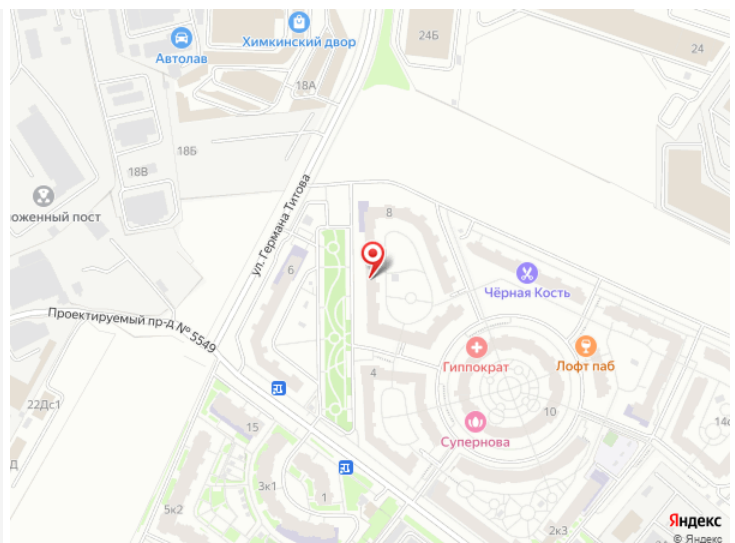 Химкинский двор
Автолав
24Б
24
18А
18Б
18В
оженный пост
ул. Германа Титова
8
6
Чёрная Кость
Проектируемый пр-д № 5549
Гиппократ
Лофт паб
4
22Дс1
10
Супернова
14с
15
Д
3к1
1
5к2
2к3
Яндекс
© Яндекс